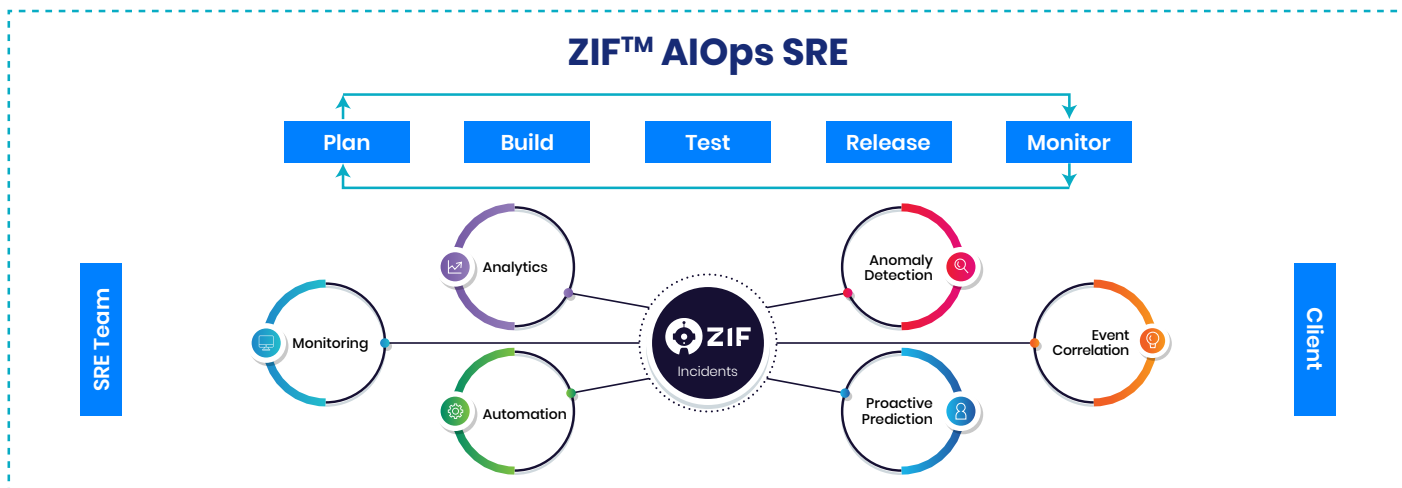 ZIF™ AIOps SRE
Plan
Build
Test
Release
Monitor
SRE Team
Monitoring
Analytics
Automation
ZIF
Incidents
Anomaly
Detection
Proactive
Prediction
Event
Correlation
Client